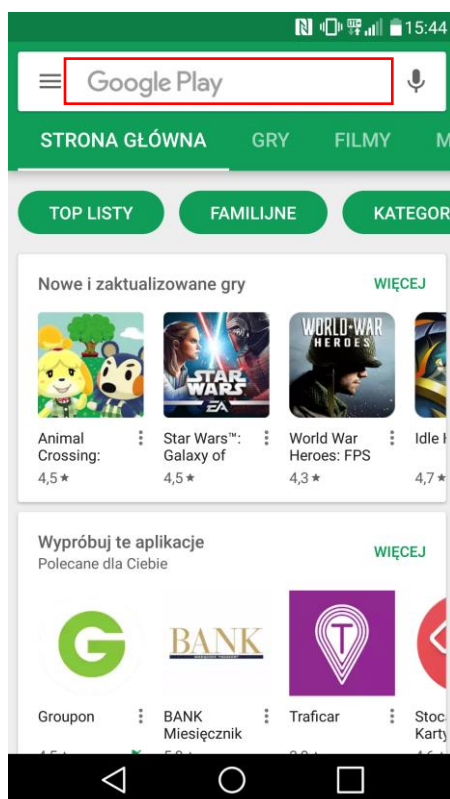 15:44
Google Play
STRONA GŁÓWNA GRY FILMY M
TOP LISTY FAMILIJNE KATEGOR
Nowe i zaktualizowane gry WIĘCEJ
WORLD WAR
HEROES
STAR
WARS
EA
Animal Star Wars™: World War Idle H
Crossing: Galaxy of Heroes: FPS
4,5★ 4,5★ 4,3★ 4,7★
Wypróbuj te aplikacje WIĘCEJ
Polecane dla Ciebie
G BANK T
Groupon BANK Traficar Stoc
Miesięcznik Karty